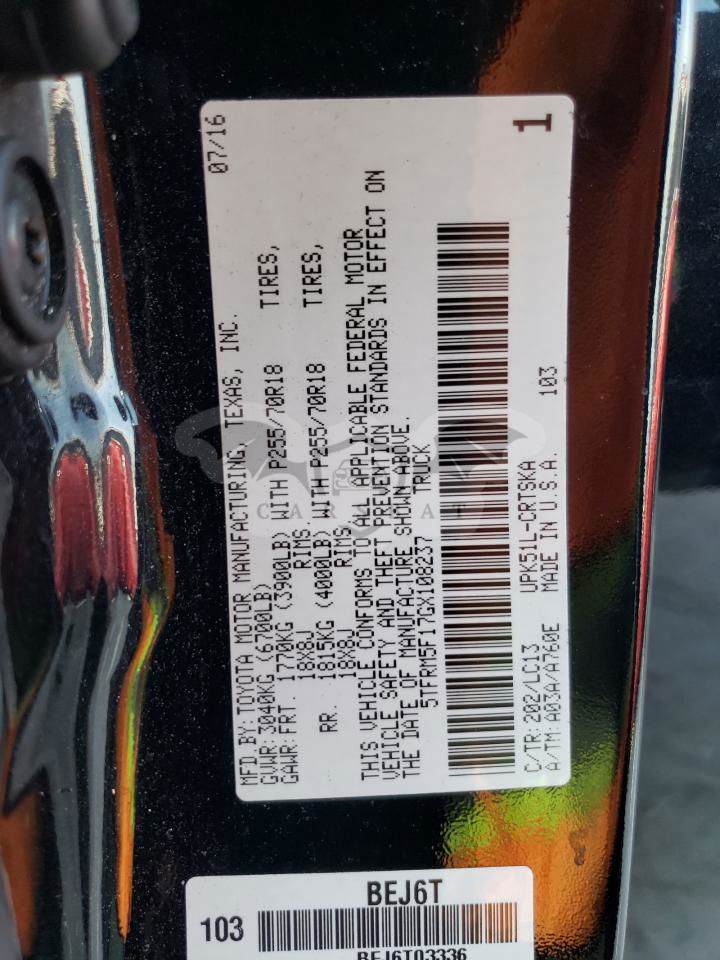 MFD BY: TOYOTA MOTOR MANUFACTURING, TEXAS, INC. 07/16
GVWR: 3040KG (6700LB)
GAWR: FRT. 1770KG (3900LB) WITH P255/70R18 TIRES,
18X8J RIMS
RR. 1815KG (4000LB) WITH P255/70R18 TIRES,
18X8J RIMS
THIS VEHICLE CONFORMS TO ALL APPLICABLE FEDERAL MOTOR
VEHICLE SAFETY AND THEFT PREVENTION STANDARDS IN EFFECT ON
THE DATE OF MANUFACTURE SHOWN ABOVE.
5TFRM5F17GX108237 TRUCK
C/TR: 202/LC13 UPK51L-CRTSKA 103
A/TM: A03A/A760E MADE IN U.S.A.
1
CARSTAT
BEJ6T
103
BEJ6T03336